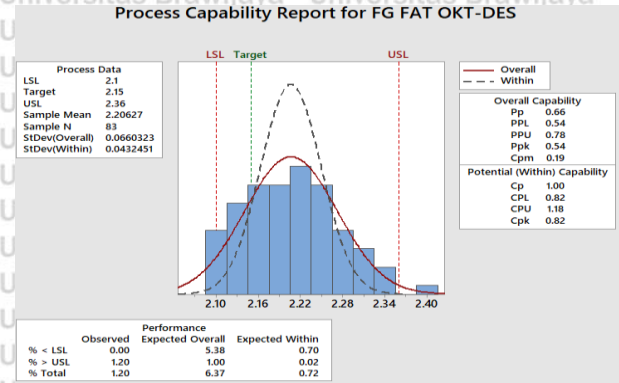 Process Capability Report for FG FAT OKT-DES
LSL Target USL
Process Data
LSL 2.1
Target 2.15
USL 2.36
Sample Mean 2.20627
Sample N 83
StDev(Overall) 0.0660323
StDev(Within) 0.0432451
Overall
Within
Overall Capability
Pp 0.66
PPL 0.54
PPU 0.78
Ppk 0.54
Cpm 0.19
Potential (Within) Capability
Cp 1.00
CPL 0.82
CPU 1.18
Cpk 0.82
2.10 2.16 2.22 2.28 2.34 2.40
Performance
Observed Expected Overall Expected Within
% < LSL 0.00 5.38 0.70
% > USL 1.20 1.00 0.02
% Total 1.20 6.37 0.72